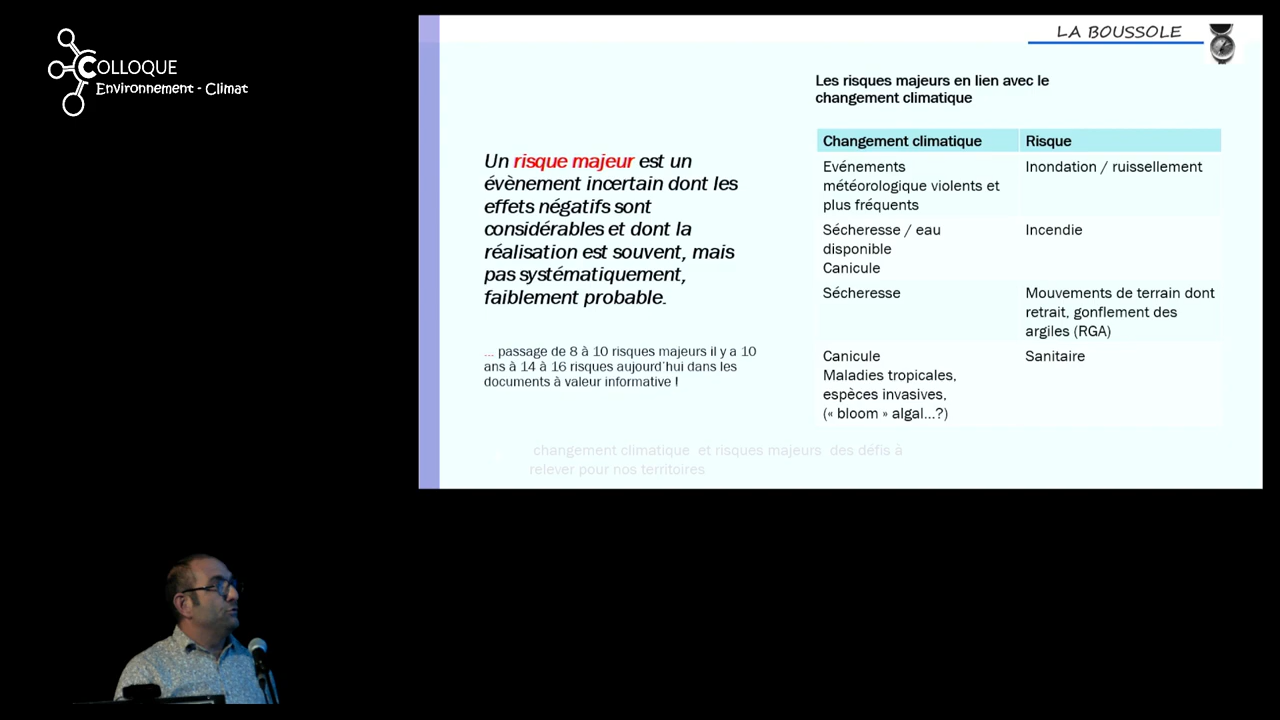 COLLOQUE
Environnement - Climat
LA BOUSSOLE
Les risques majeurs en lien avec le
changement climatique
Un risque majeur est un
évènement incertain dont les
effets négatifs sont
considérables et dont la
réalisation est souvent, mais
pas systématiquement,
faiblement probable.
... passage de 8 à 10 risques majeurs il y a 10
ans à 14 à 16 risques aujourd'hui dans les
documents à valeur informative !
Changement climatique Risque
Evénements Inondation / ruissellement
météorologique violents et
plus fréquents
Sécheresse / eau Incendie
disponible
Canicule
Sécheresse Mouvements de terrain dont
retrait, gonflement des
argiles (RGA)
Canicule Sanitaire
Maladies tropicales,
espèces invasives,
(« bloom » algal...?)
changement climatique et risques majeurs des défis à
relever pour nos territoires